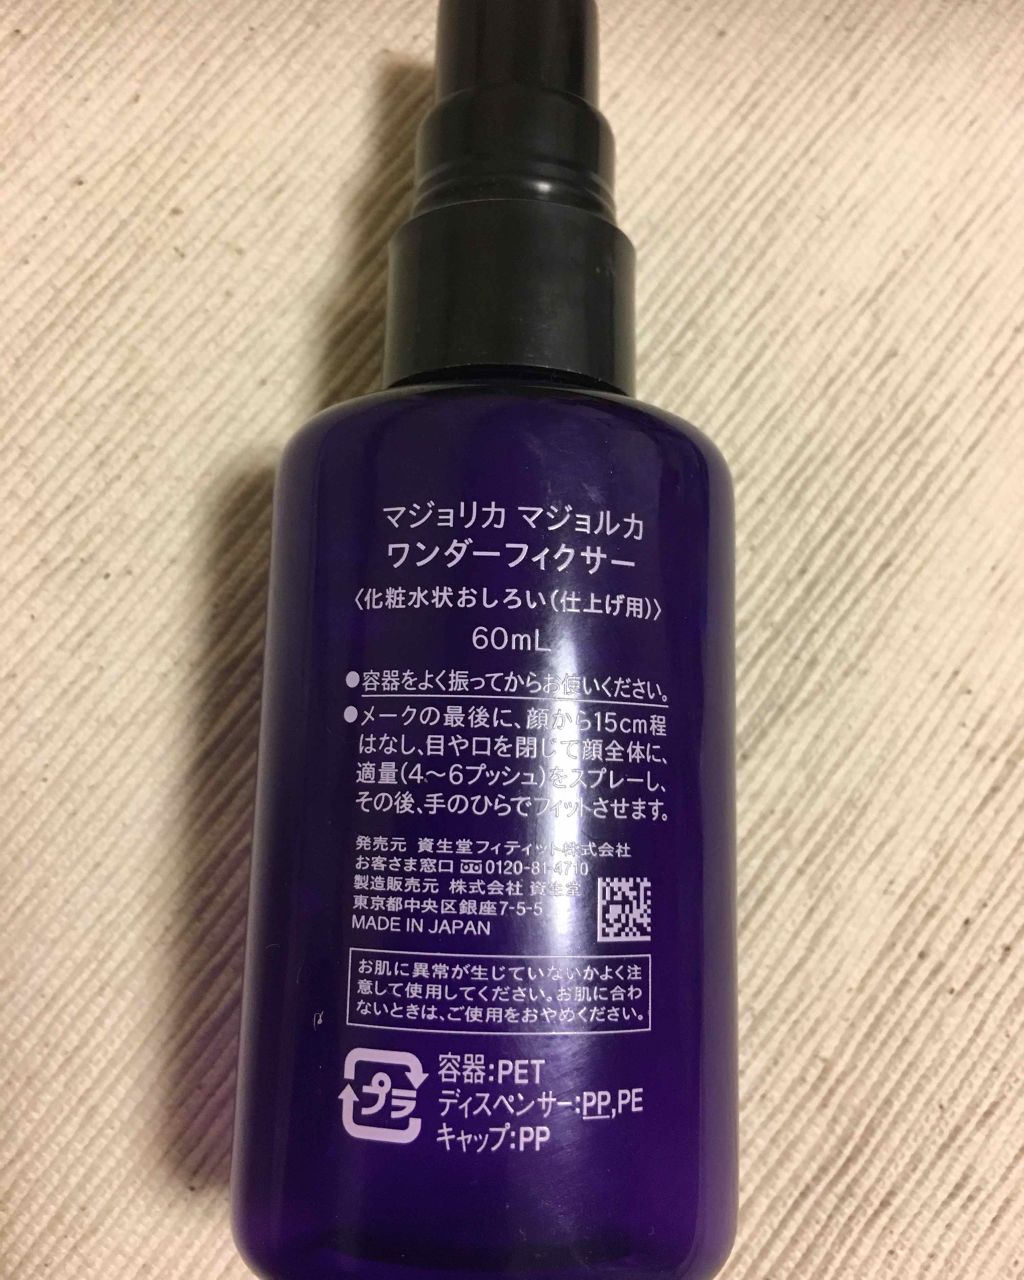 マジョリカ マジョルカ
ワンダーフィクサー
〈化粧水状おしろい(仕上げ用)〉
60mL
●容器をよく振ってからお使いください。
●メークの最後に、顔から15cm程
はなし、目や口を閉じて顔全体に、
適量(4～6プッシュ)をスプレーし、
その後、手のひらでフィットさせます。
発売元 資生堂フィティット株式会社
お客さま窓口 0120-81-4710
製造販売元 株式会社 資生堂
東京都中央区銀座7-5-5
MADE IN JAPAN
お肌に異常が生じていないかよく注
意して使用してください。お肌に合わ
ないときは、ご使用をおやめください。
プラ
容器:PET
ディスペンサー:PP,PE
キャップ:PP